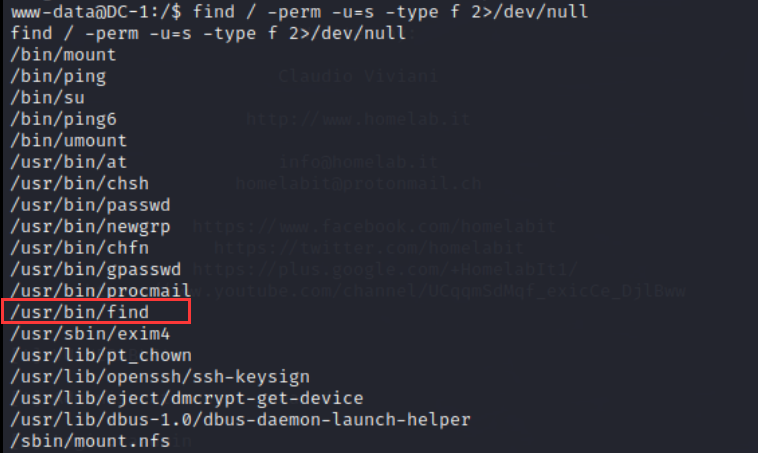 www-data@DC-1:/$ find / -perm -u=s -type f 2>/dev/null
find / -perm -u=s -type f 2>/dev/null
/bin/mount
/bin/ping
Claudio Viviani
/bin/su
/bin/ping6
http://www.homelab.it
/bin/umount
/usr/bin/at
info@homelab.it
/usr/bin/chsh
homelabit@protonmail.ch
/usr/bin/passwd
/usr/bin/newgrp
https://www.facebook.com/homelabit
/usr/bin/chfn
https://twitter.com/homelabit
/usr/bin/gpasswd
https://plus.google.com/+HomelabIt1/
/usr/bin/procmail
/usr/bin/find
/usr/sbin/exim4
/usr/lib/pt_chown
/usr/lib/openssh/ssh-keysign
/usr/lib/eject/dmcrypt-get-device
/usr/lib/dbus-1.0/dbus-daemon-launch-helper
/sbin/mount.nfs